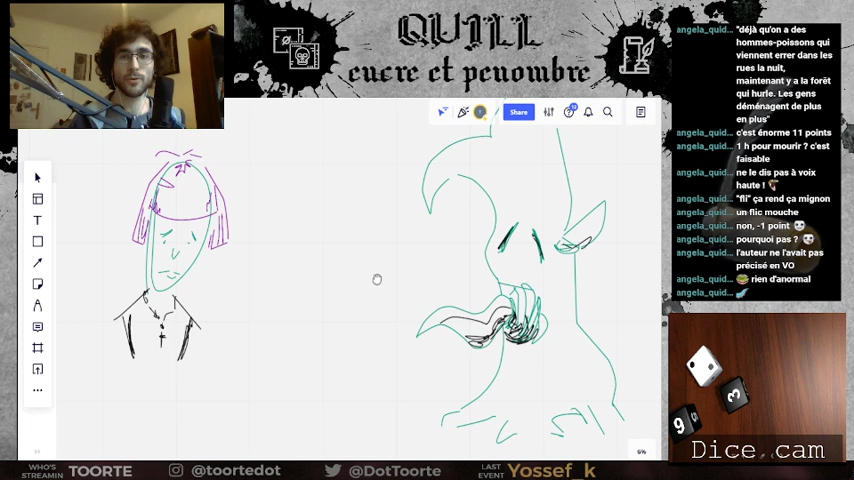 QUILL
encre et penombre
Share
10
T
6%
angela_quid... "déjà qu'on a des
hommes-poissons qui
viennent errer dans les
rues la nuit,
maintenant y a la forêt
qui hurle. Les gens
déménagent de plus
en plus"
angela_quid... c'est énorme 11 points
angela_quid... 1 h pour mourir ? c'est
faisable
angela_quid... ne le dis pas à voix
haute !
angela_quid... "fli" ça rend ça mignon
angela_quid... un flic mouche
angela_quid... non, -1 point
angela_quid... pourquoi pas ?
angela_quid... l'auteur ne l'avait pas
précisé en VO
angela_quid... rien d'anormal
angela_quid...
3
9
Dice.cam
WHO'S
STREAMIN
TOORTE
@toortedot
@DotToorte
LAST
EVENT
Yossef_k